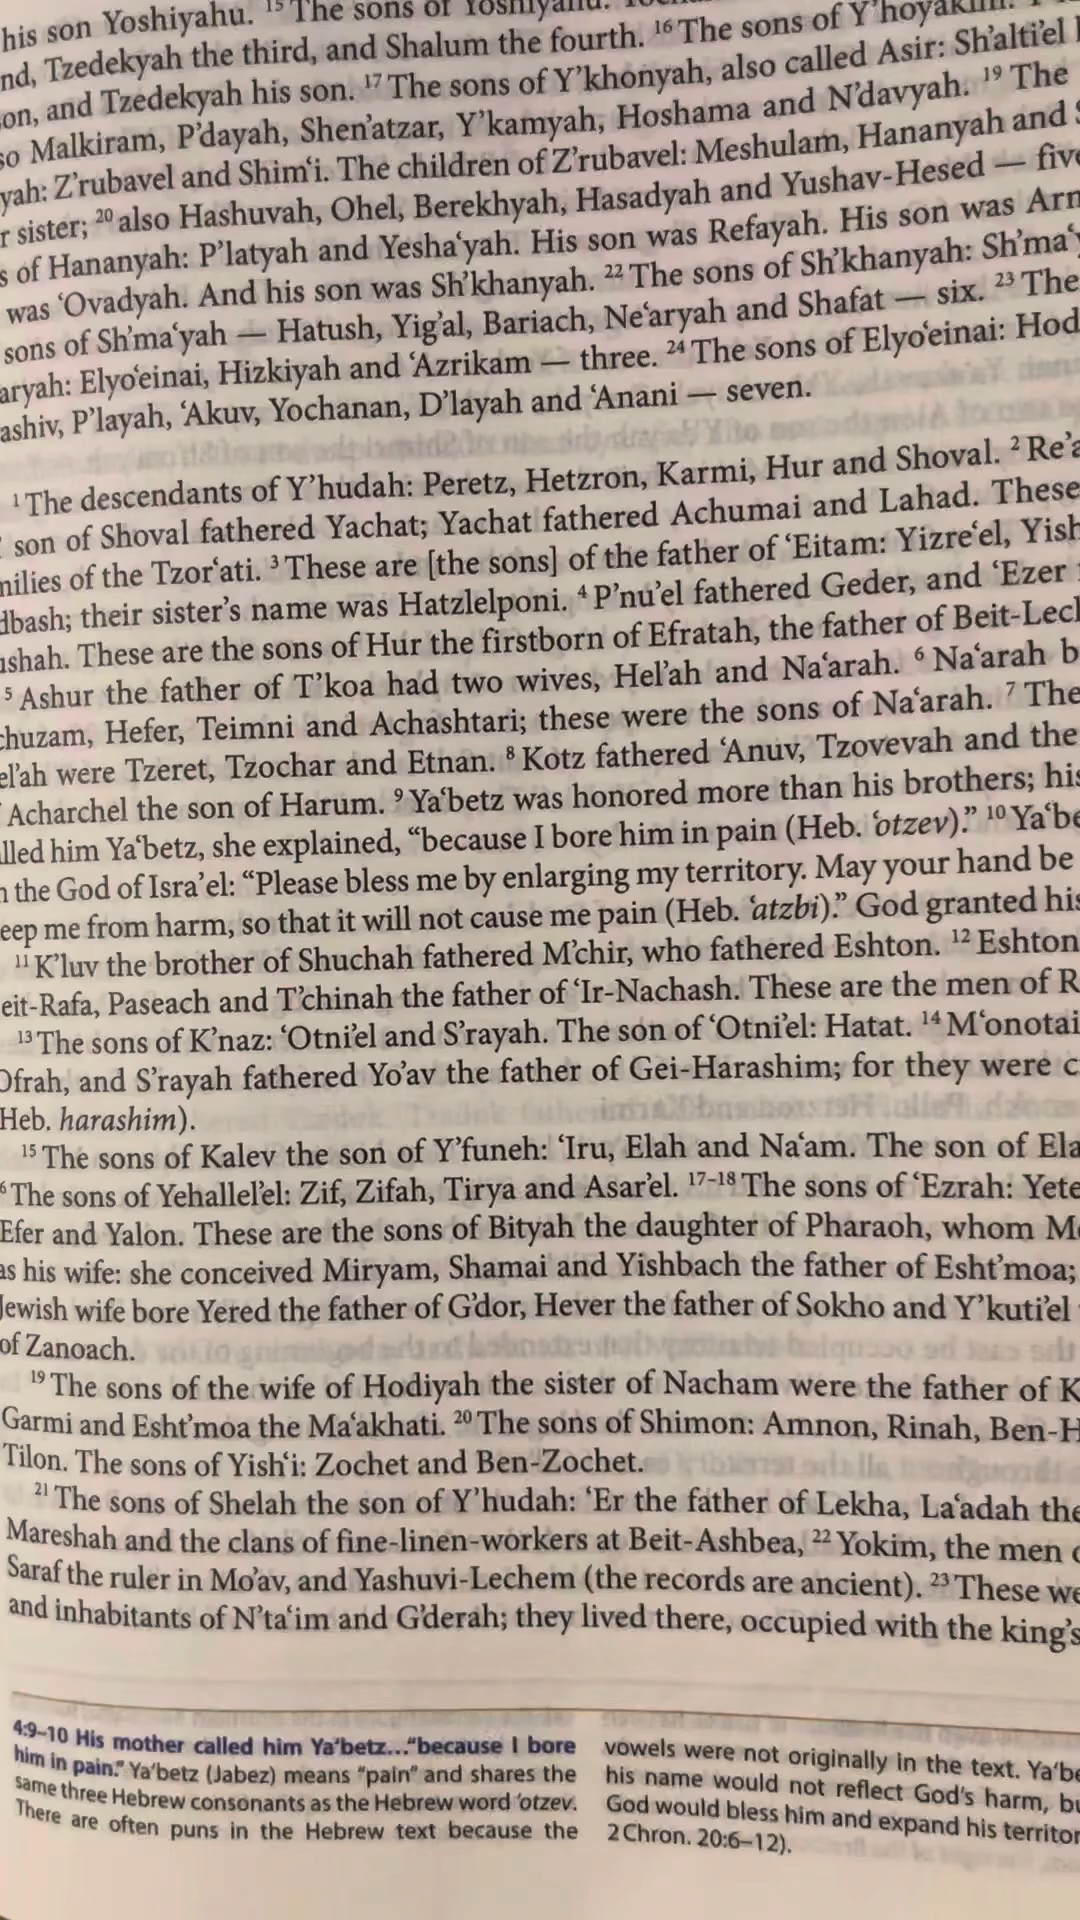 his son Yoshiyahu. 15 The sons of Yoshiyahu:
nd, Tzedekyah the third, and Shalum the fourth. 16 The sons of Y'hoyakim:
on, and Tzedekyah his son. 17 The sons of Y'khonyah, also called Asir: Sh'alti'el
so Malkiram, P'dayah, Shen'atzar, Y'kamyah, Hoshama and N'davyah. 19 The
yah: Z'rubavel and Shim'i. The children of Z'rubavel: Meshulam, Hananyah and
r sister; 20 also Hashuvah, Ohel, Berekhyah, Hasadyah and Yushav-Hesed — five
s of Hananyah: P'latyah and Yesha'yah. His son was Refayah. His son was Arn
was 'Ovadyah. And his son was Sh'khanyah. 22 The sons of Sh'khanyah: Sh'ma'y
sons of Sh'ma'yah — Hatush, Yig'al, Bariach, Ne'aryah and Shafat — six. 23 The
aryah: Elyo'einai, Hizkiyah and 'Azrikam — three. 24 The sons of Elyo'einai: Hod
ashiv, P'layah, 'Akuv, Yochanan, D'layah and 'Anani — seven.
1 The descendants of Y'hudah: Peretz, Hetzron, Karmi, Hur and Shoval. 2 Re'a
son of Shoval fathered Yachat; Yachat fathered Achumai and Lahad. These
milies of the Tzor'ati. 3 These are [the sons] of the father of 'Eitam: Yizre'el, Yish
dbash; their sister's name was Hatzlelponi. 4 P'nu'el fathered Geder, and 'Ezer
ushah. These are the sons of Hur the firstborn of Efratah, the father of Beit-Lech
5 Ashur the father of T'koa had two wives, Hel'ah and Na'arah. 6 Na'arah b
chuzam, Hefer, Teimni and Achashtari; these were the sons of Na'arah. 7 The
el'ah were Tzeret, Tzochar and Etnan. 8 Kotz fathered 'Anuv, Tzovevah and the
Acharchel the son of Harum. 9 Ya'betz was honored more than his brothers; his
lled him Ya'betz, she explained, "because I bore him in pain (Heb. 'otzev)." 10 Ya'be
n the God of Isra'el: "Please bless me by enlarging my territory. May your hand be
eep me from harm, so that it will not cause me pain (Heb. 'atzbi)." God granted his
11 K'luv the brother of Shuchah fathered M'chir, who fathered Eshton. 12 Eshton
eit-Rafa, Paseach and T'chinah the father of 'Ir-Nachash. These are the men of R
13 The sons of K'naz: 'Otni'el and S'rayah. The son of 'Otni'el: Hatat. 14 M'onotai
Ofrah, and S'rayah fathered Yo'av the father of Gei-Harashim; for they were c
Heb. harashim).
15 The sons of Kalev the son of Y'funeh: 'Iru, Elah and Na'am. The son of Ela
6 The sons of Yehallel'el: Zif, Zifah, Tirya and Asar'el. 17–18 The sons of 'Ezrah: Yete
Efer and Yalon. These are the sons of Bityah the daughter of Pharaoh, whom M
as his wife: she conceived Miryam, Shamai and Yishbach the father of Esht'moa;
Jewish wife bore Yered the father of G'dor, Hever the father of Sokho and Y'kuti'el
of Zanoach.
19 The sons of the wife of Hodiyah the sister of Nacham were the father of K
Garmi and Esht'moa the Ma'akhati. 20 The sons of Shimon: Amnon, Rinah, Ben-H
Tilon. The sons of Yish'i: Zochet and Ben-Zochet.
21 The sons of Shelah the son of Y'hudah: 'Er the father of Lekha, La'adah the
Mareshah and the clans of fine-linen-workers at Beit-Ashbea, 22 Yokim, the men
Saraf the ruler in Mo'av, and Yashuvi-Lechem (the records are ancient). 23 These we
and inhabitants of N'ta'im and G'derah; they lived there, occupied with the king's
4:9–10 His mother called him Ya'betz..."because I bore
him in pain." Ya'betz (Jabez) means "pain" and shares the
same three Hebrew consonants as the Hebrew word 'otzev.
There are often puns in the Hebrew text because the
vowels were not originally in the text. Ya'be
his name would not reflect God's harm, bu
God would bless him and expand his territor
2 Chron. 20:6–12).